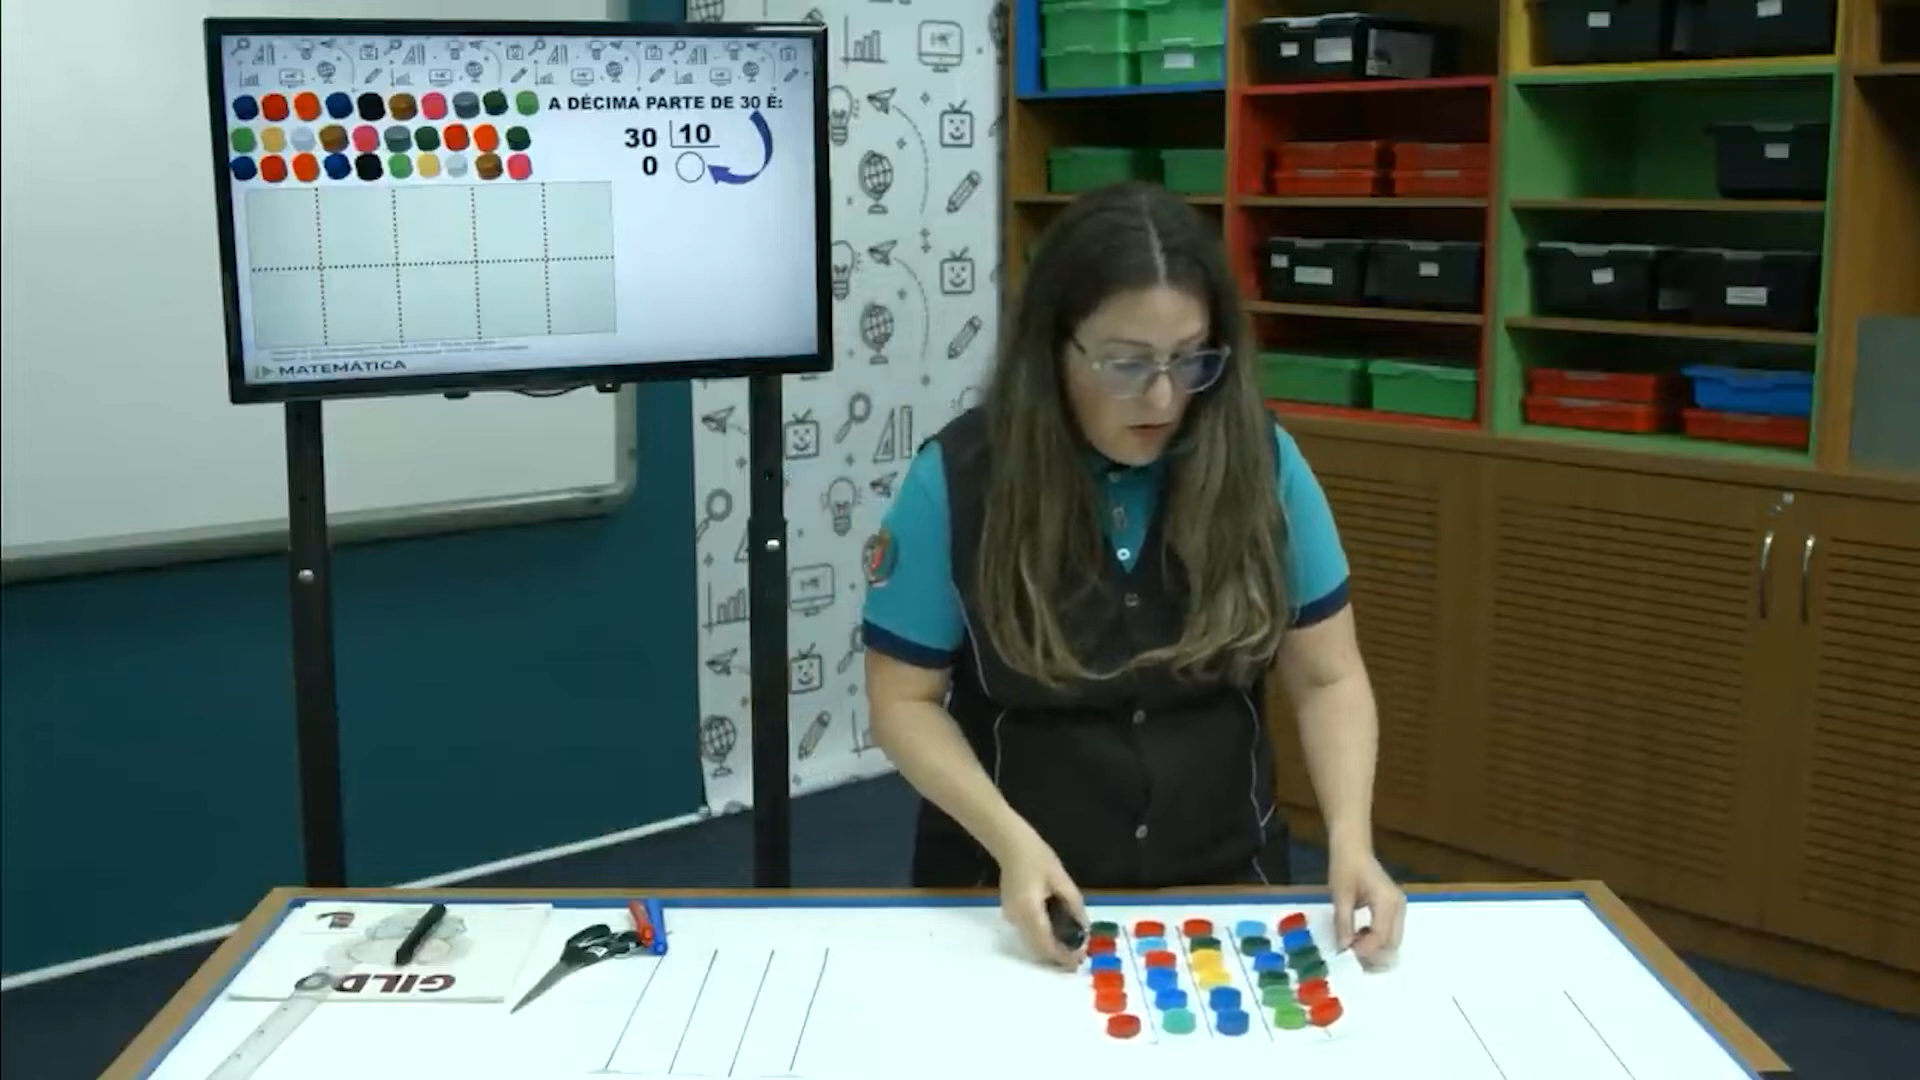 A DÉCIMA PARTE DE 30 É:
30 10
0
MATEMÁTICA
GILDO